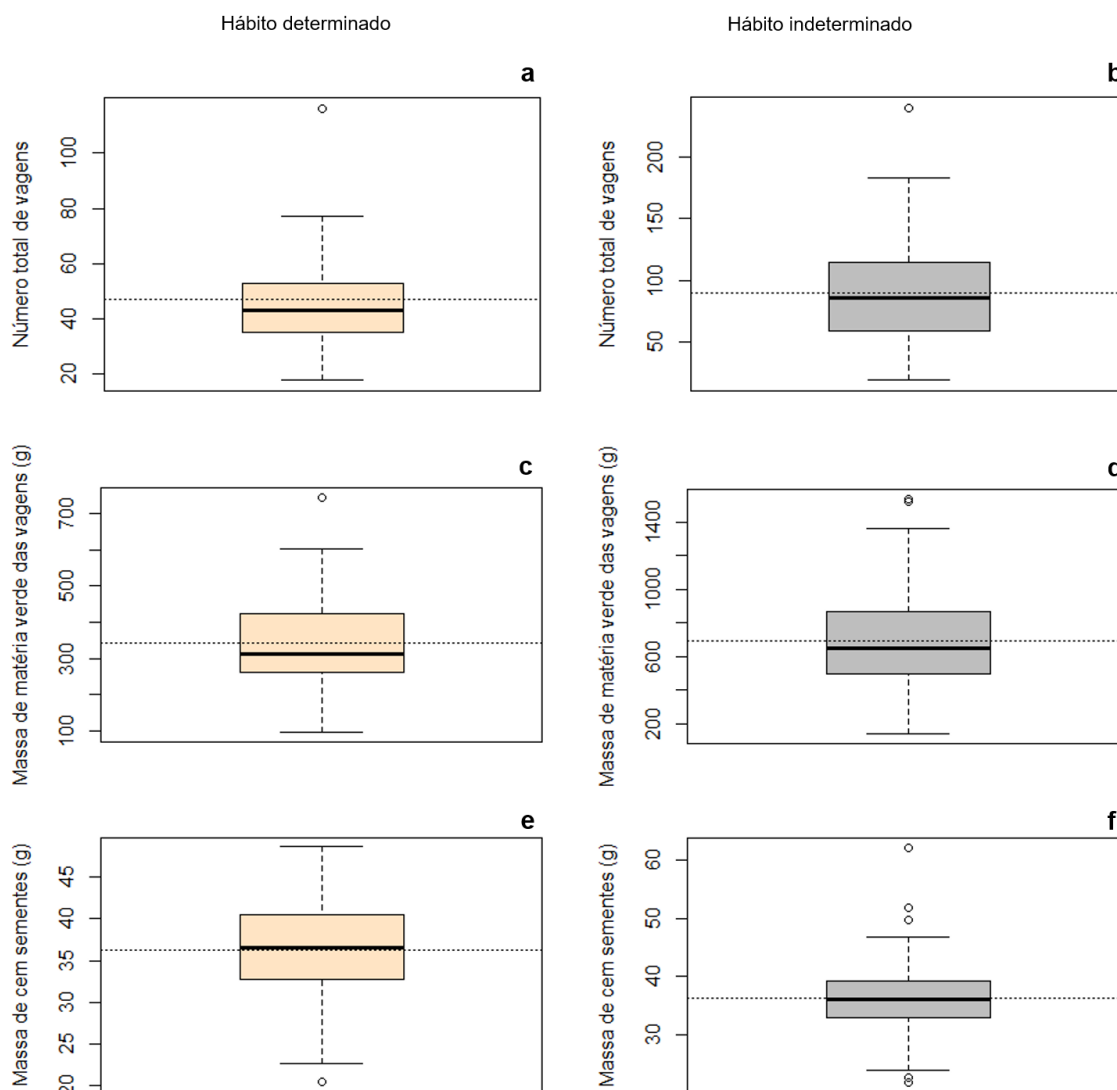 Hábito determinado
Hábito indeterminado
a
b
Número total de vagens
100
80
60
40
20
Número total de vagens
200
150
100
50
c
d
Massa de matéria verde das vagens (g)
700
500
300
100
Massa de matéria verde das vagens (g)
1400
1000
600
200
e
f
Massa de cem sementes (g)
45
40
35
30
25
20
Massa de cem sementes (g)
60
50
40
30